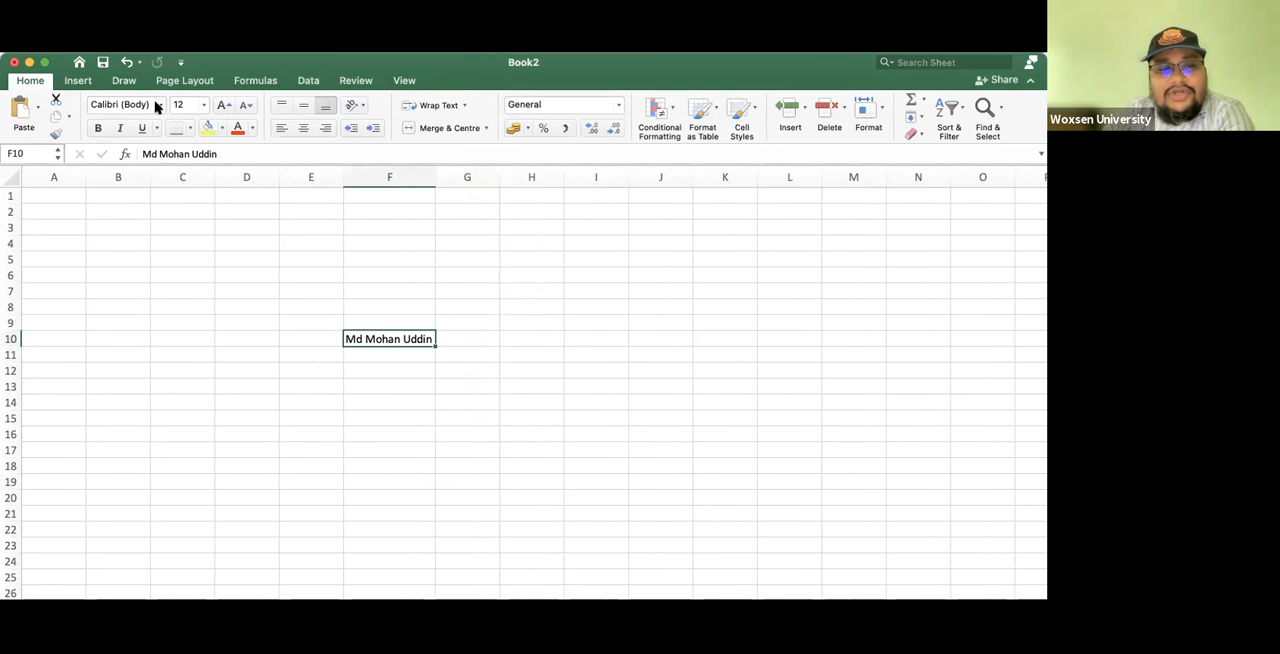 Book2
Search Sheet
Home Insert Draw Page Layout Formulas Data Review View
Share
Paste
Calibri (Body) 12
B I U A
Wrap Text
Merge & Centre
General
%
Conditional Formatting
Format as Table
Cell Styles
Insert
Delete
Format
Sort & Filter
Find & Select
F10 fx Md Mohan Uddin
A B C D E F G H I J K L M N O
1
2
3
4
5
6
7
8
9
10 Md Mohan Uddin
11
12
13
14
15
16
17
18
19
20
21
22
23
24
25
26
Woxsen University